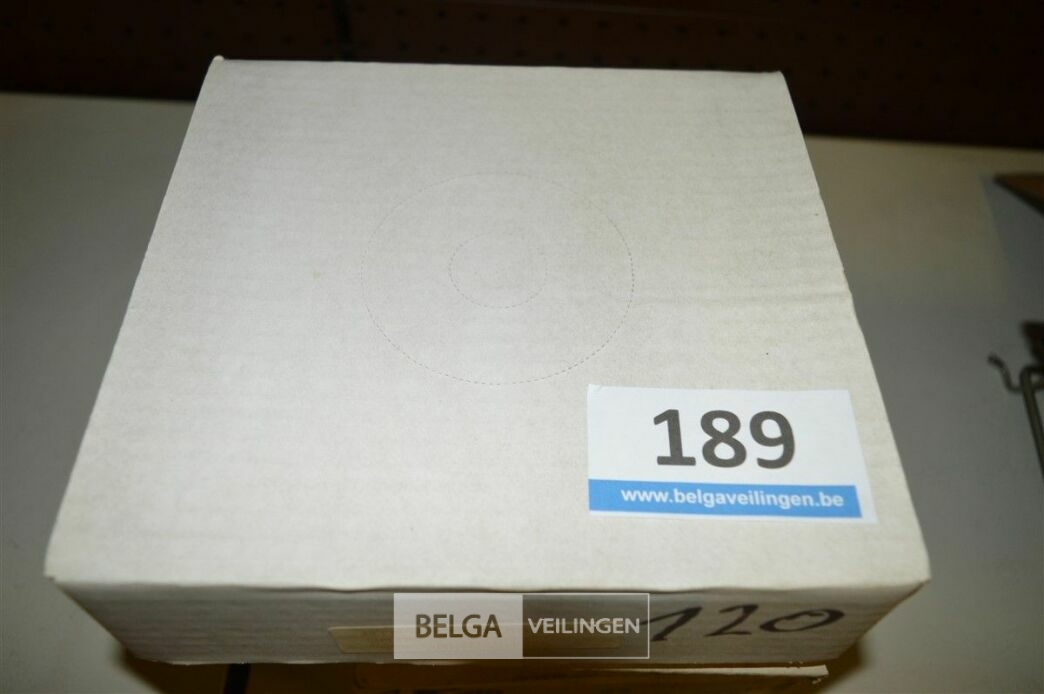 189
www.belgaveilingen.be
BELGA VEILINGEN
120